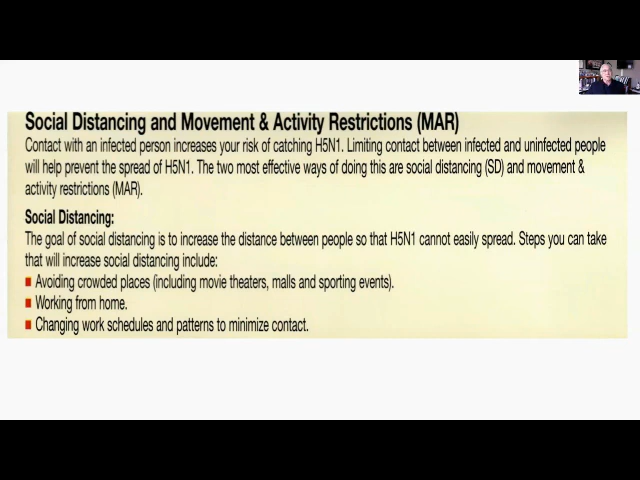 Social Distancing and Movement & Activity Restrictions (MAR)
Contact with an infected person increases your risk of catching H5N1. Limiting contact between infected and uninfected people
will help prevent the spread of H5N1. The two most effective ways of doing this are social distancing (SD) and movement &
activity restrictions (MAR).
Social Distancing:
The goal of social distancing is to increase the distance between people so that H5N1 cannot easily spread. Steps you can take
that will increase social distancing include:
■ Avoiding crowded places (including movie theaters, malls and sporting events).
■ Working from home.
■ Changing work schedules and patterns to minimize contact.